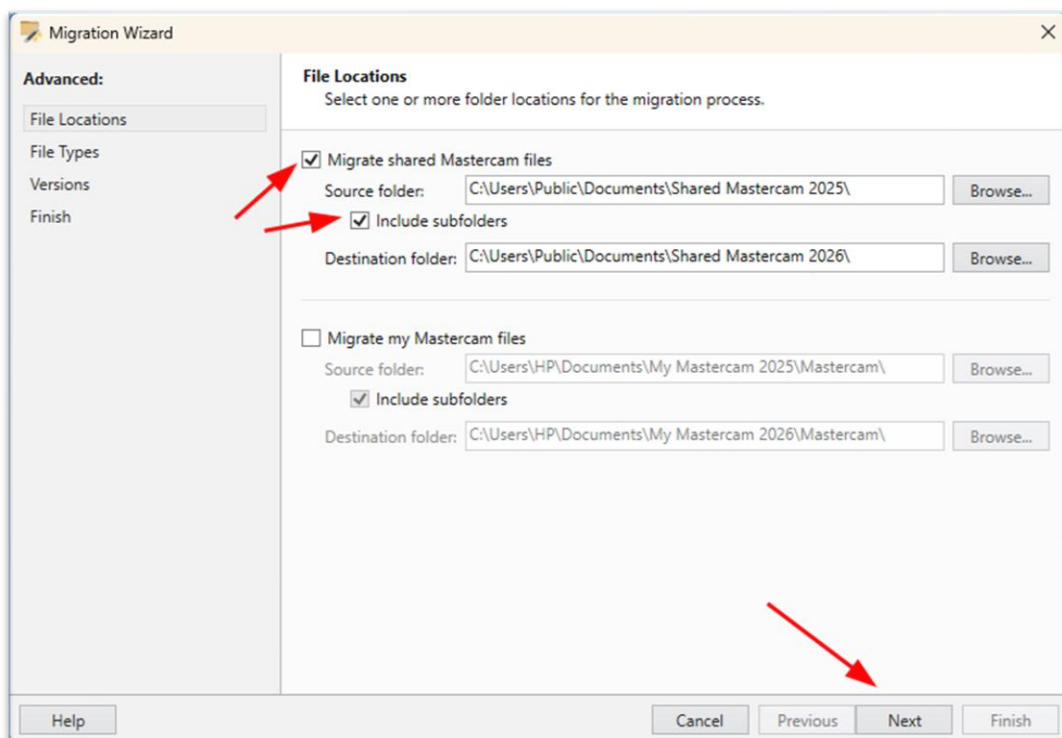 Migration Wizard
Advanced:
File Locations
File Types
Versions
Finish
File Locations
Select one or more folder locations for the migration process.
Migrate shared Mastercam files
Source folder: C:\Users\Public\Documents\Shared Mastercam 2025\ Browse...
Include subfolders
Destination folder: C:\Users\Public\Documents\Shared Mastercam 2026\ Browse...
Migrate my Mastercam files
Source folder: C:\Users\HP\Documents\My Mastercam 2025\Mastercam\ Browse...
Include subfolders
Destination folder: C:\Users\HP\Documents\My Mastercam 2026\Mastercam\ Browse...
Help Cancel Previous Next Finish